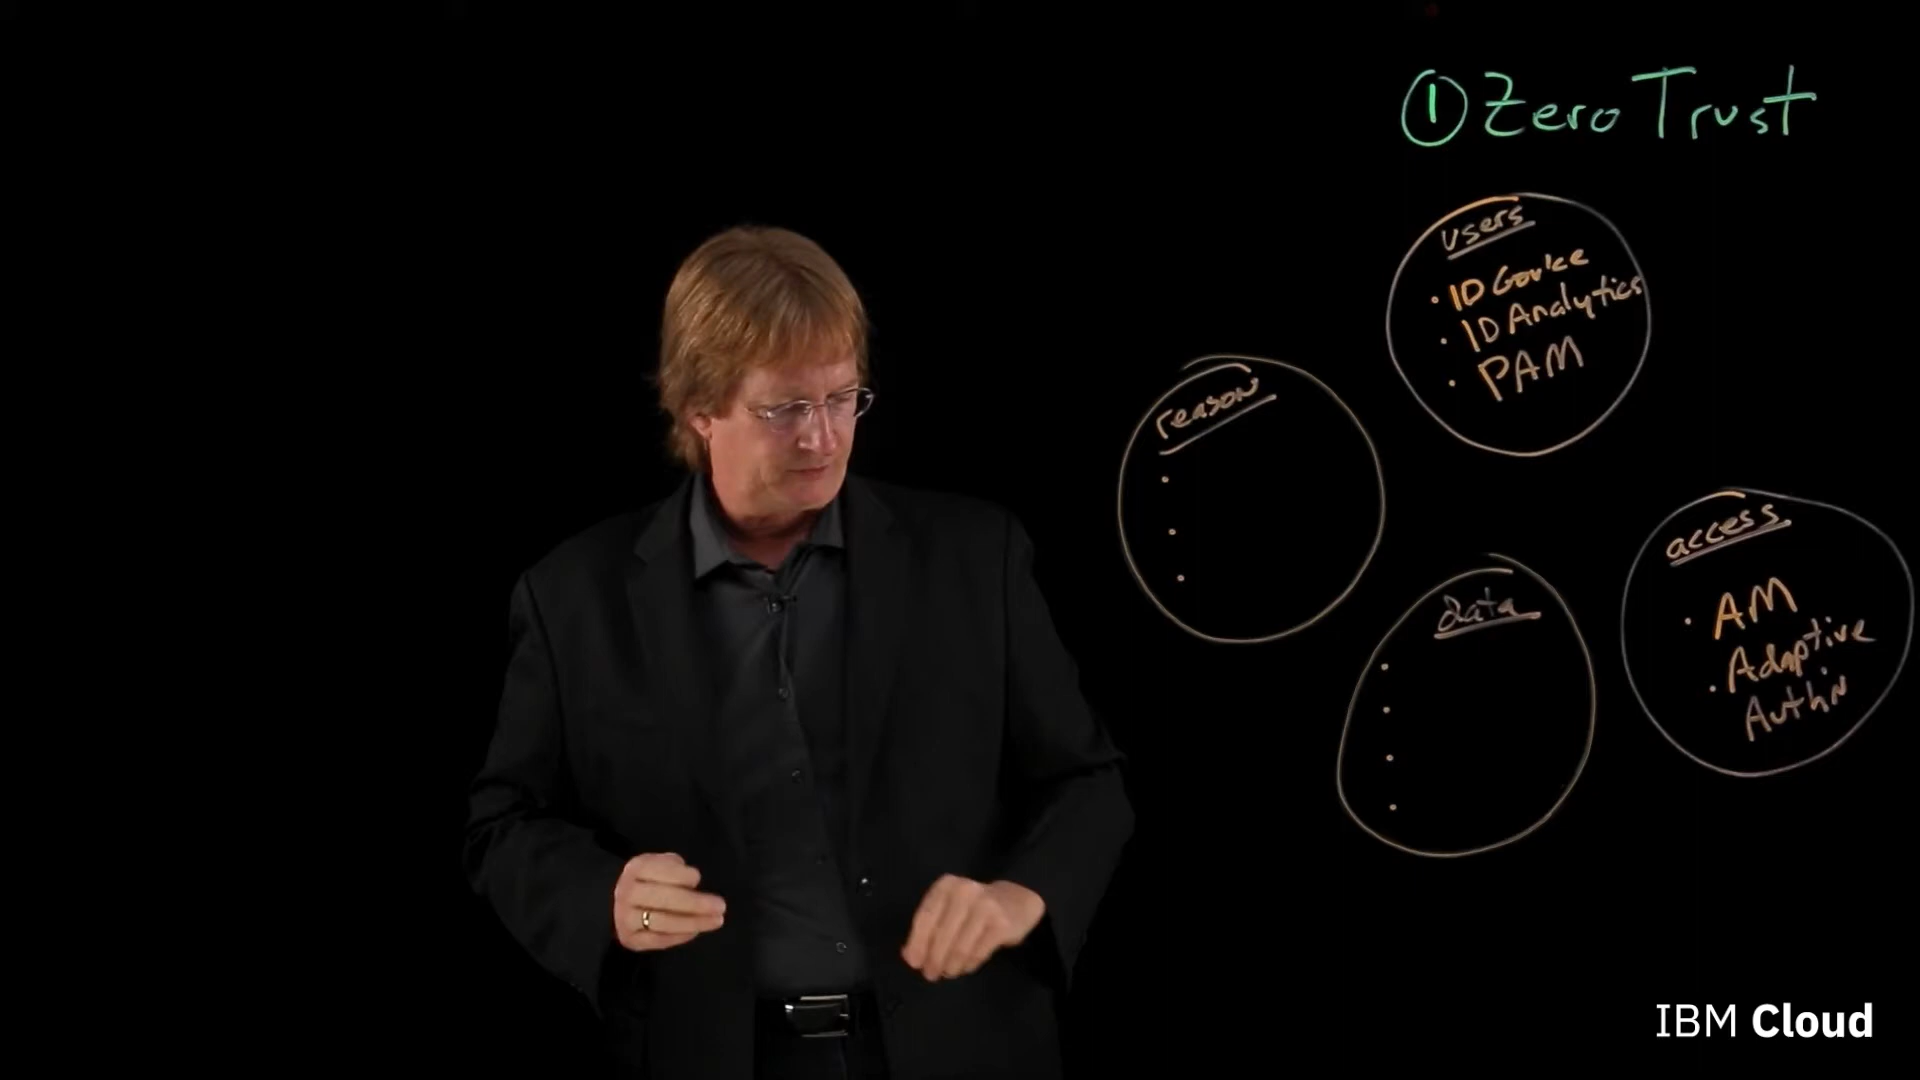 ① Zero Trust
users
· ID Gov'ce
· ID Analytics
· PAM
reason
·
·
·
data
·
·
·
·
access
· AM
· Adaptive
Authn
IBM Cloud